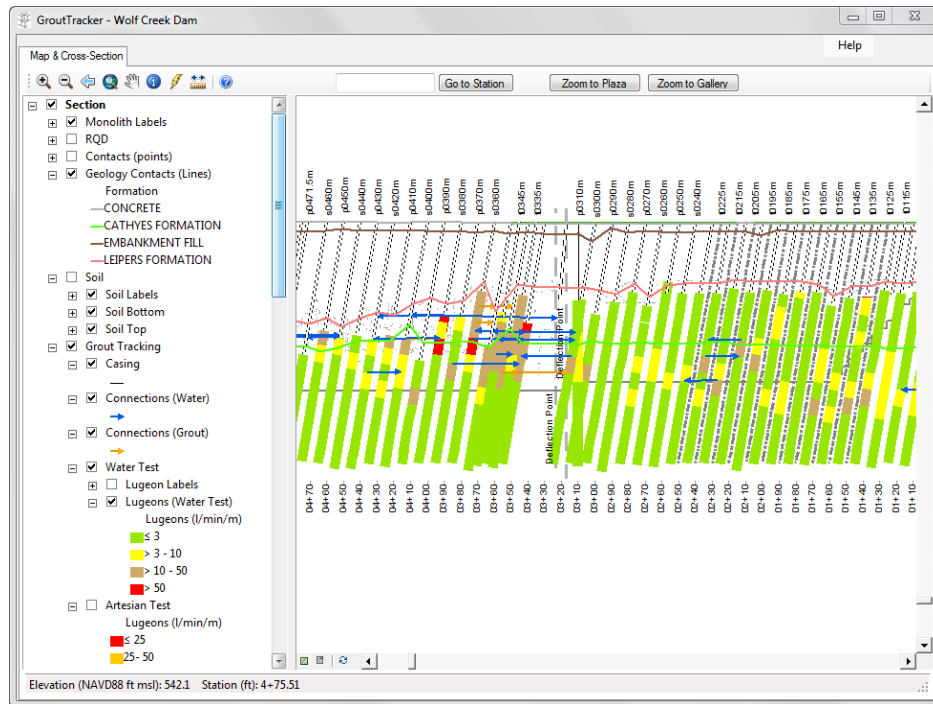 GroutTracker - Wolf Creek Dam
Help
Map & Cross-Section
Go to Station
Zoom to Plaza
Zoom to Gallery
Section
Monolith Labels
RQD
Contacts (points)
Geology Contacts (Lines)
Formation
CONCRETE
CATHYES FORMATION
EMBANKMENT FILL
LEIPERS FORMATION
Soil
Soil Labels
Soil Bottom
Soil Top
Grout Tracking
Casing
Connections (Water)
Connections (Grout)
Water Test
Lugeon Labels
Lugeons (Water Test)
Lugeons (l/min/m)
≤ 3
> 3 - 10
> 10 - 50
> 50
Artesian Test
Lugeons (l/min/m)
≤ 25
25- 50
p0471.5m
s0460m
p0450m
s0440m
p0430m
s0420m
p0410m
s0400m
p0390m
s0380m
p0370m
s0360m
t0345m
t0335m
p0310m
s0300m
p0290m
s0280m
p0270m
s0260m
p0250m
s0240m
t0225m
t0215m
t0205m
t0195m
t0185m
t0175m
t0165m
t0155m
t0145m
t0135m
t0125m
t0115m
Deflection Point
Deflection Point
04+70-
04+60-
04+50-
04+40-
04+30-
04+20-
04+10-
04+00-
03+90-
03+80-
03+70-
03+60-
03+50-
03+40-
03+30-
03+20-
03+10-
03+00-
02+90-
02+80-
02+70-
02+60-
02+50-
02+40-
02+30-
02+20-
02+10-
02+00-
01+90-
01+80-
01+70-
01+60-
01+50-
01+40-
01+30-
01+20-
01+1
Elevation (NAVD88 ft msl): 542.1 Station (ft): 4+75.51